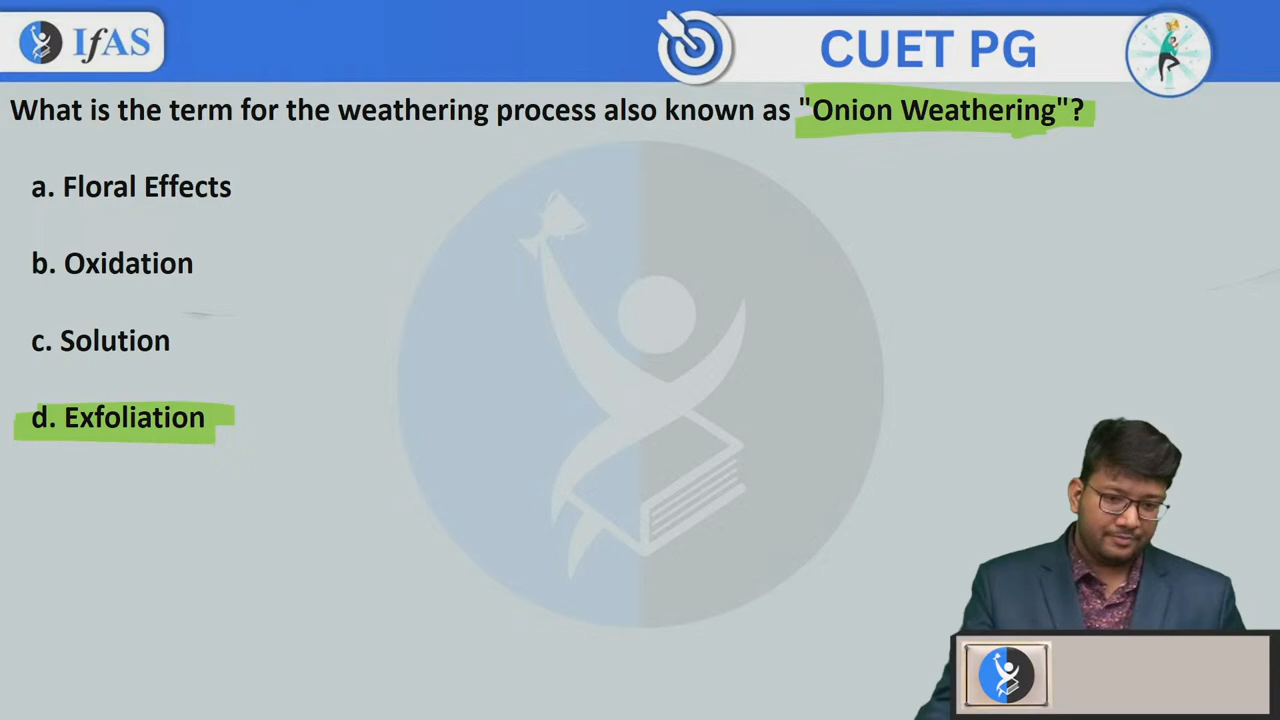 IfAS
CUET PG
What is the term for the weathering process also known as "Onion Weathering"?
a. Floral Effects
b. Oxidation
c. Solution
d. Exfoliation